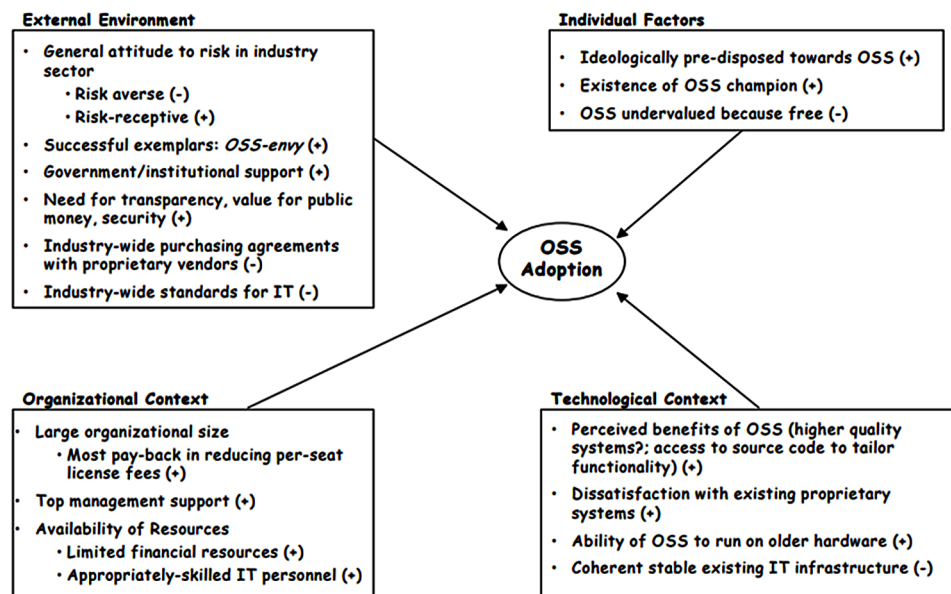 External Environment
• General attitude to risk in industry
sector
• Risk averse (-)
• Risk-receptive (+)
• Successful exemplars: OSS-envy (+)
• Government/institutional support (+)
• Need for transparency, value for public
money, security (+)
• Industry-wide purchasing agreements
with proprietary vendors (-)
• Industry-wide standards for IT (-)
Individual Factors
• Ideologically pre-disposed towards OSS (+)
• Existence of OSS champion (+)
• OSS undervalued because free (-)
OSS
Adoption
Organizational Context
• Large organizational size
• Most pay-back in reducing per-seat
license fees (+)
• Top management support (+)
• Availability of Resources
• Limited financial resources (+)
• Appropriately-skilled IT personnel (+)
Technological Context
• Perceived benefits of OSS (higher quality
systems?; access to source code to tailor
functionality) (+)
• Dissatisfaction with existing proprietary
systems (+)
• Ability of OSS to run on older hardware (+)
• Coherent stable existing IT infrastructure (-)